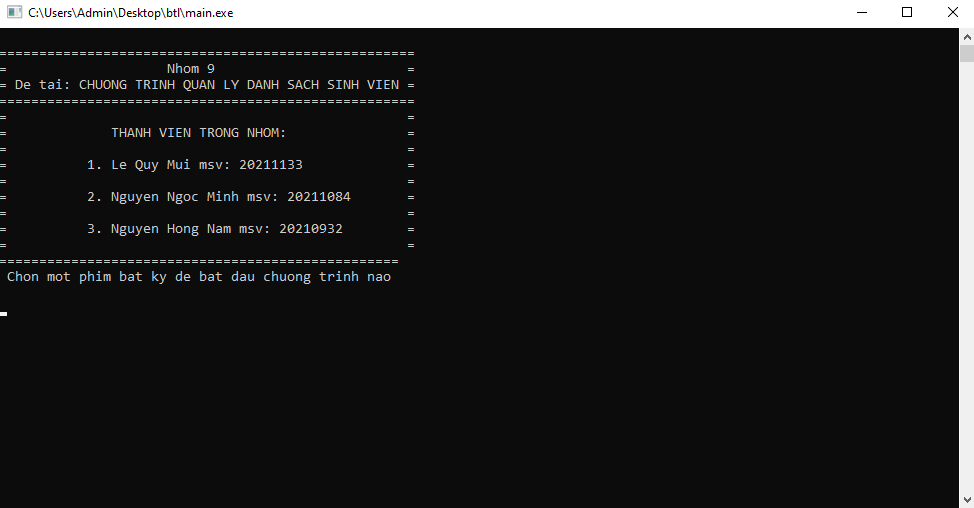 C:\Users\Admin\Desktop\btl\main.exe
====================================================
=                    Nhom 9                        =
= De tai: CHUONG TRINH QUAN LY DANH SACH SINH VIEN =
====================================================
=                                                  =
=             THANH VIEN TRONG NHOM:               =
=                                                  =
=          1. Le Quy Mui msv: 20211133             =
=                                                  =
=          2. Nguyen Ngoc Minh msv: 20211084       =
=                                                  =
=          3. Nguyen Hong Nam msv: 20210932        =
=                                                  =
==================================================
Chon mot phim bat ky de bat dau chuong trinh nao